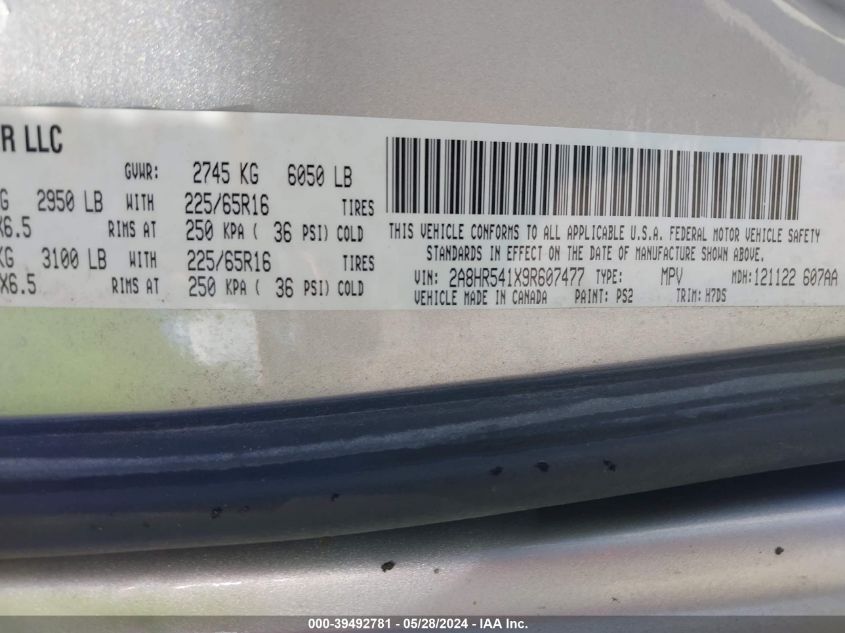 R LLC
GVWR: 2745 KG 6050 LB
G 2950 LB WITH 225/65R16 TIRES
X6.5 RIMS AT 250 KPA ( 36 PSI) COLD
KG 3100 LB WITH 225/65R16 TIRES
X6.5 RIMS AT 250 KPA ( 36 PSI) COLD
THIS VEHICLE CONFORMS TO ALL APPLICABLE U.S.A. FEDERAL MOTOR VEHICLE SAFETY
STANDARDS IN EFFECT ON THE DATE OF MANUFACTURE SHOWN ABOVE.
VIN: 2A8HR541X9R607477 TYPE: MPV MDH: 121122 607AA
VEHICLE MADE IN CANADA PAINT: PS2 TRIM: H7DS
000-39492781 - 05/28/2024 - IAA Inc.